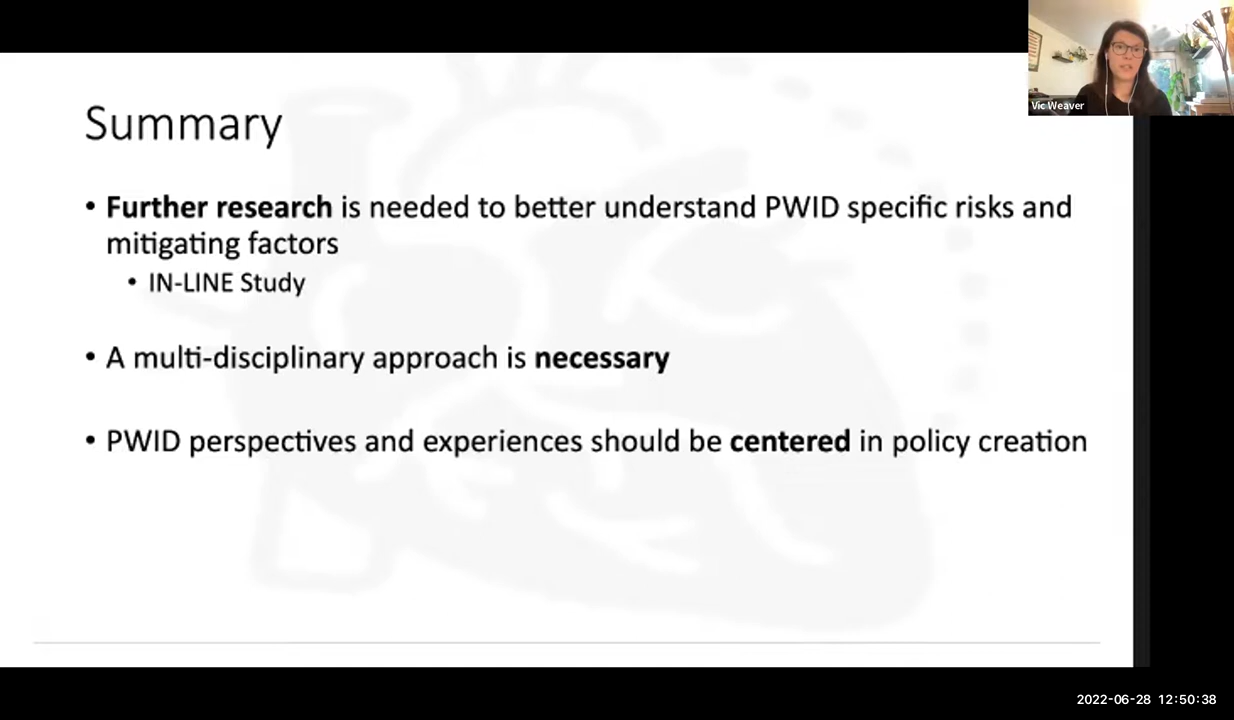 Vic Weaver
Summary
• Further research is needed to better understand PWID specific risks and
mitigating factors
• IN-LINE Study
• A multi-disciplinary approach is necessary
• PWID perspectives and experiences should be centered in policy creation
2022-06-28 12:50:38